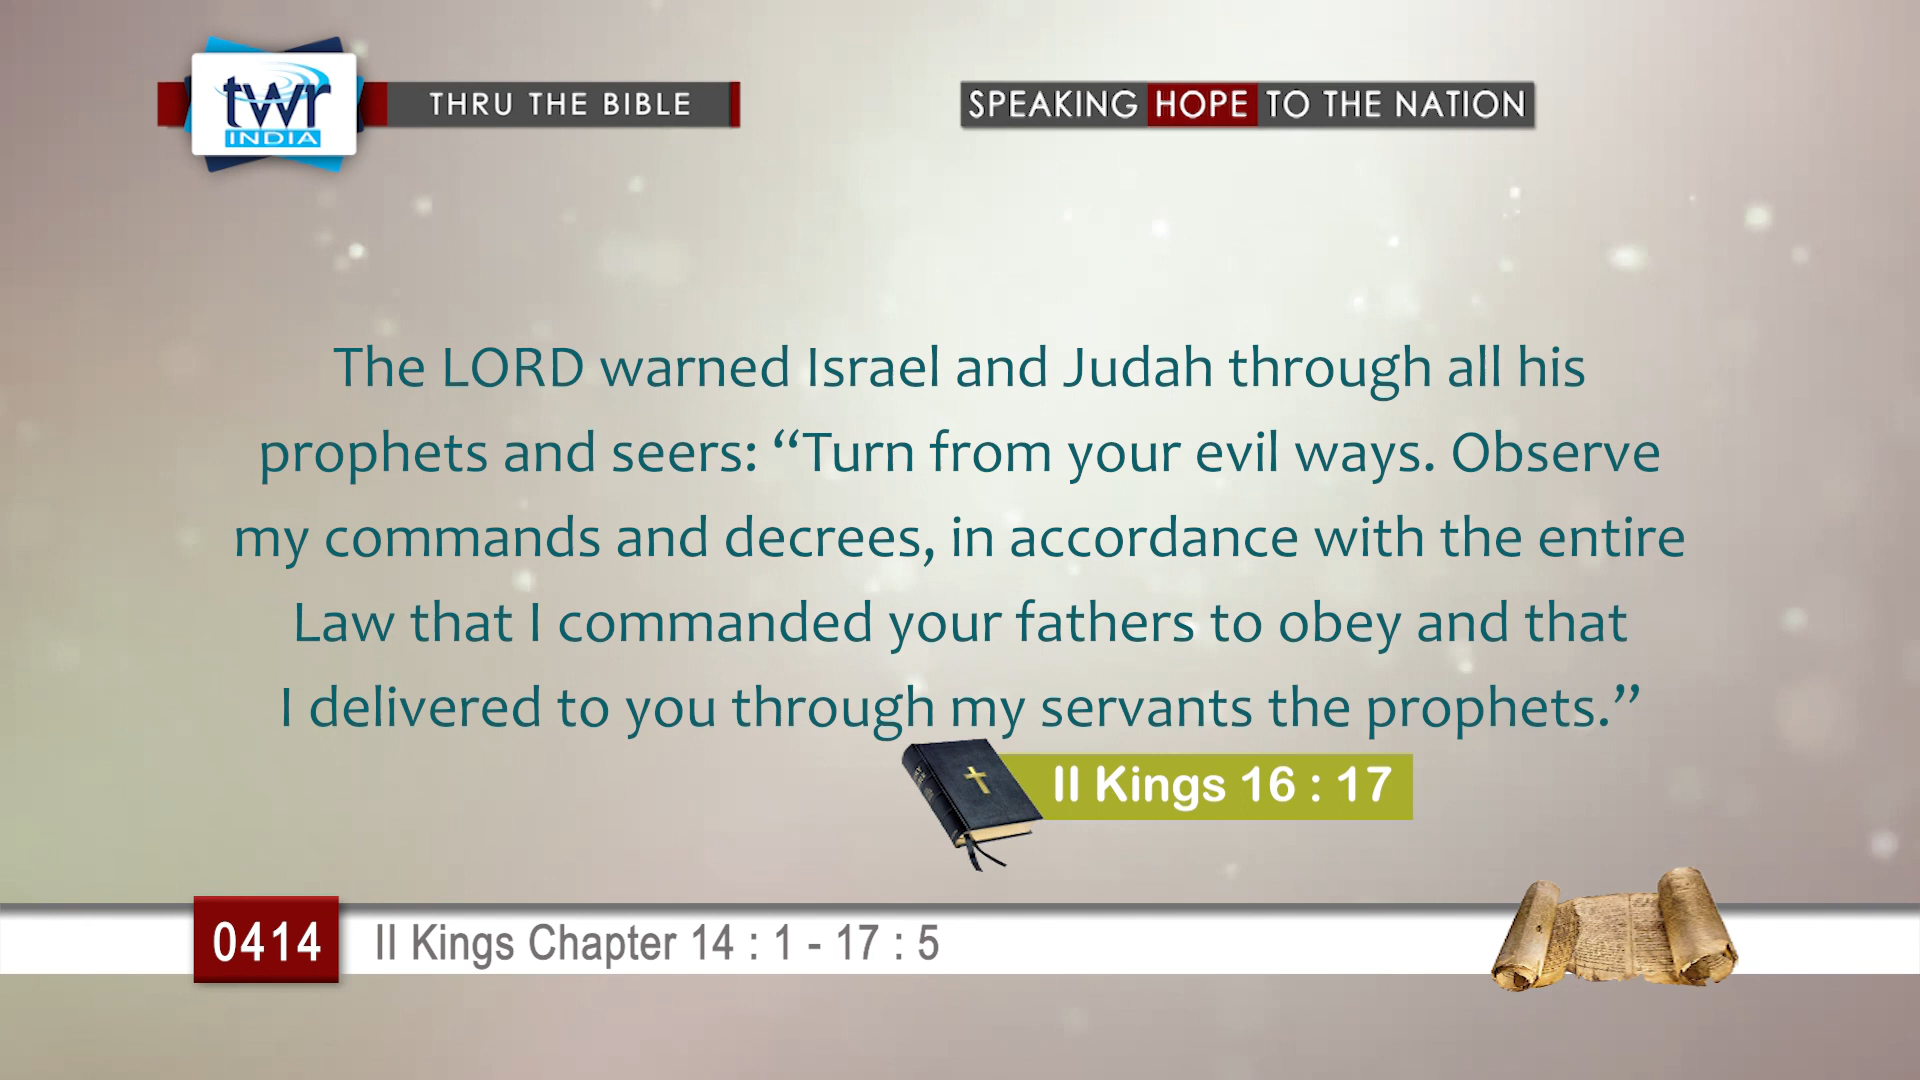 twr
INDIA
THRU THE BIBLE
SPEAKING HOPE TO THE NATION
The LORD warned Israel and Judah through all his
prophets and seers: “Turn from your evil ways. Observe
my commands and decrees, in accordance with the entire
Law that I commanded your fathers to obey and that
I delivered to you through my servants the prophets.”
II Kings 16 : 17
0414
II Kings Chapter 14 : 1 - 17 : 5